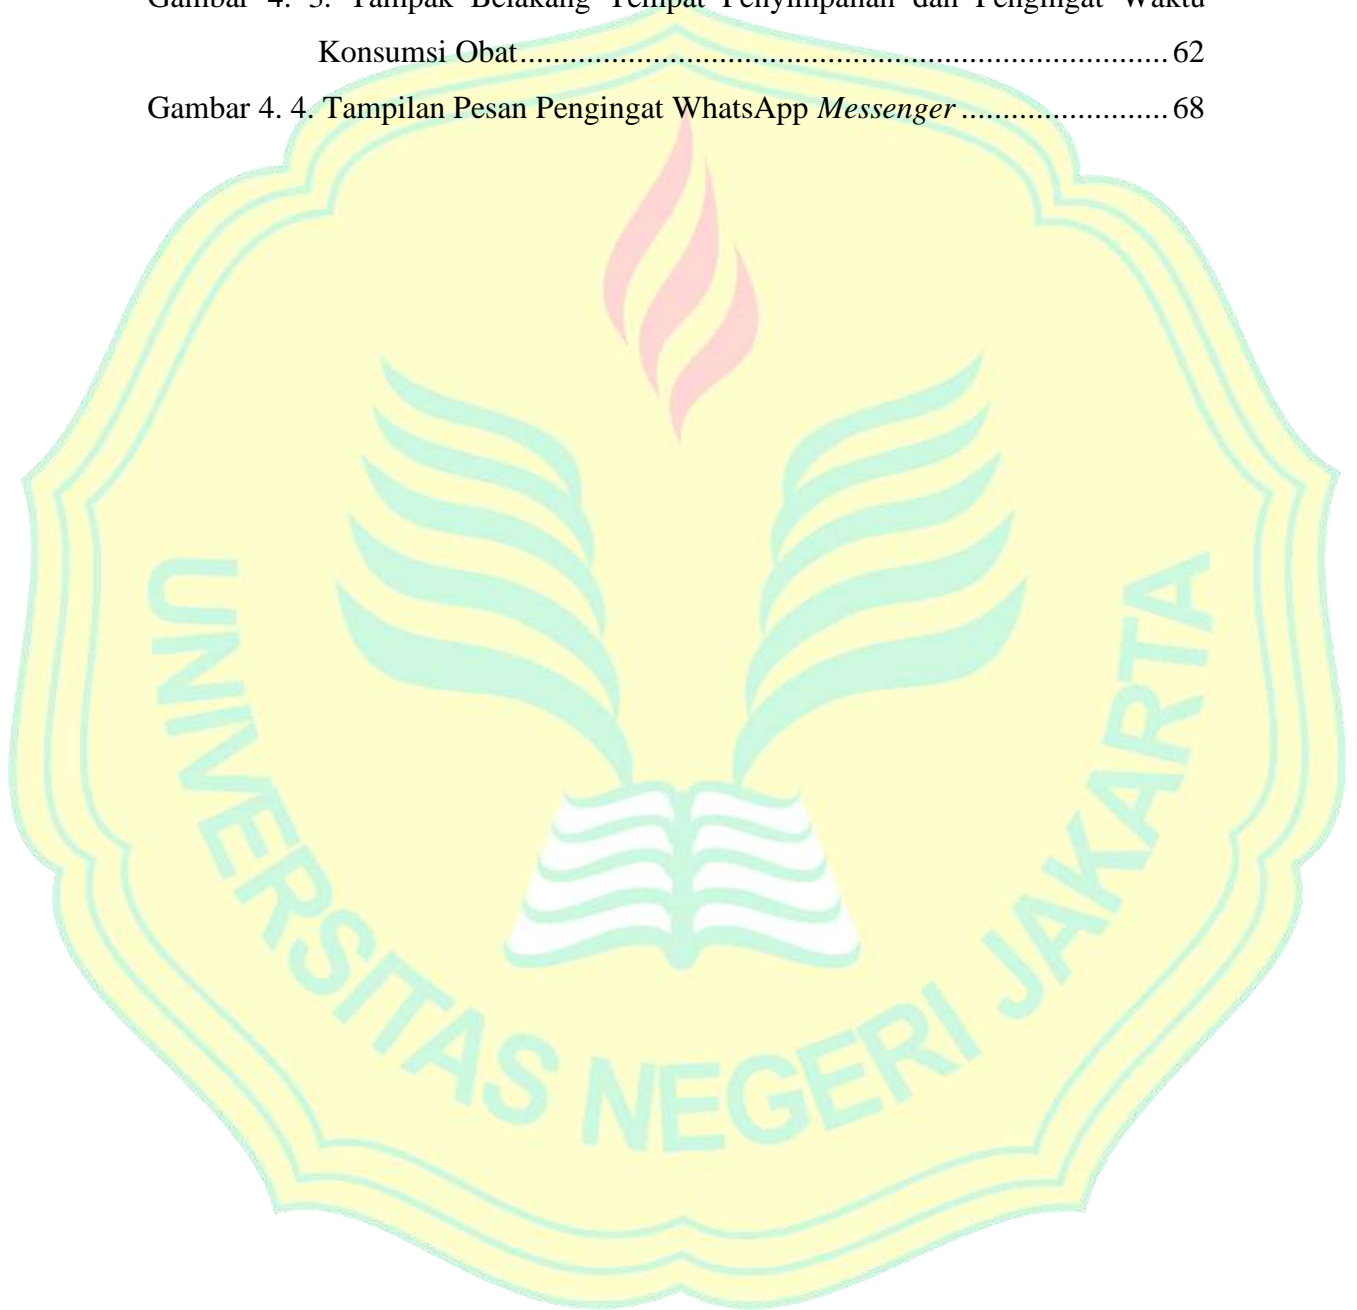 Gambar 4. 3. Tampak Belakang Tempat Penyimpanan dan Pengingat Waktu
Konsumsi Obat........................................................................................ 62
Gambar 4. 4. Tampilan Pesan Pengingat WhatsApp Messenger ......................... 68
UNIVERSITAS NEGERI JAKARTA